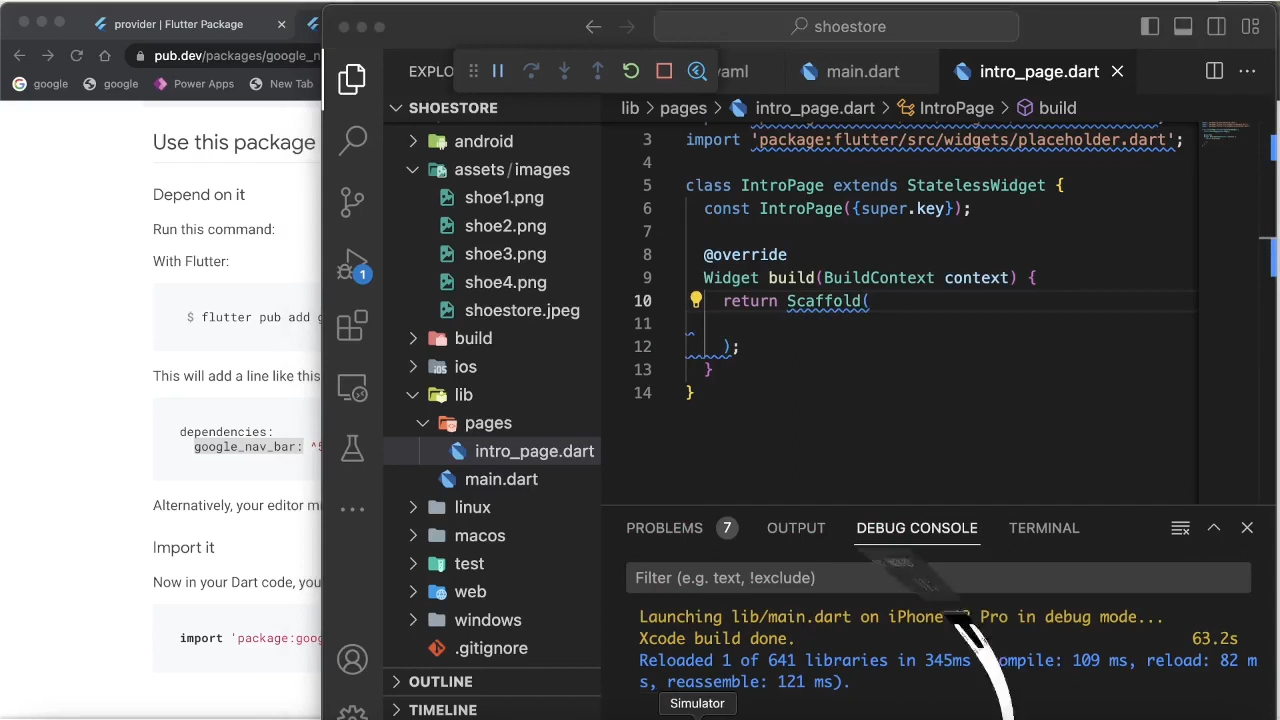 provider | Flutter Package
pub.dev/packages/google_n
google
google
Power Apps
New Tab
Use this package
Depend on it
Run this command:
With Flutter:
$ flutter pub add g
This will add a line like this
dependencies:
google_nav_bar: ^5
Alternatively, your editor m
Import it
Now in your Dart code, you
import 'package:goog
shoestore
EXPLO
yaml
main.dart
intro_page.dart
SHOESTORE
android
assets/images
shoe1.png
shoe2.png
shoe3.png
shoe4.png
shoestore.jpeg
build
ios
lib
pages
intro_page.dart
main.dart
linux
macos
test
web
windows
.gitignore
OUTLINE
TIMELINE
1
lib > pages > intro_page.dart > IntroPage > build
3 import 'package:flutter/src/widgets/placeholder.dart';
4
5 class IntroPage extends StatelessWidget {
6 const IntroPage({super.key});
7
8 @override
9 Widget build(BuildContext context) {
10 return Scaffold(
11
12 );
13 }
14 }
PROBLEMS 7 OUTPUT DEBUG CONSOLE TERMINAL
Filter (e.g. text, !exclude)
Launching lib/main.dart on iPhone Pro in debug mode...
Xcode build done. 63.2s
Reloaded 1 of 641 libraries in 345ms compile: 109 ms, reload: 82 m
s, reassemble: 121 ms).
Simulator